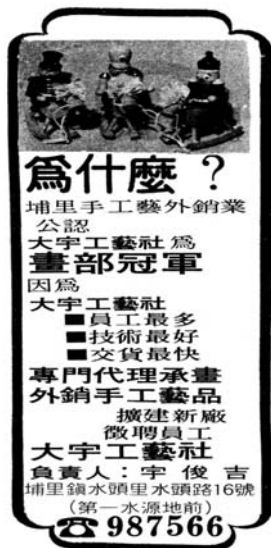 為什麼？
埔里手工藝外銷業
公認
大宇工藝社為
畫部冠軍
因為
大宇工藝社
■員工最多
■技術最好
■交貨最快
專門代理承畫
外銷手工藝品
擴建新廠
徵聘員工
大宇工藝社
負責人：宇俊吉
埔里鎮水頭里水頭路16號
(第一水源地前)
☎987566